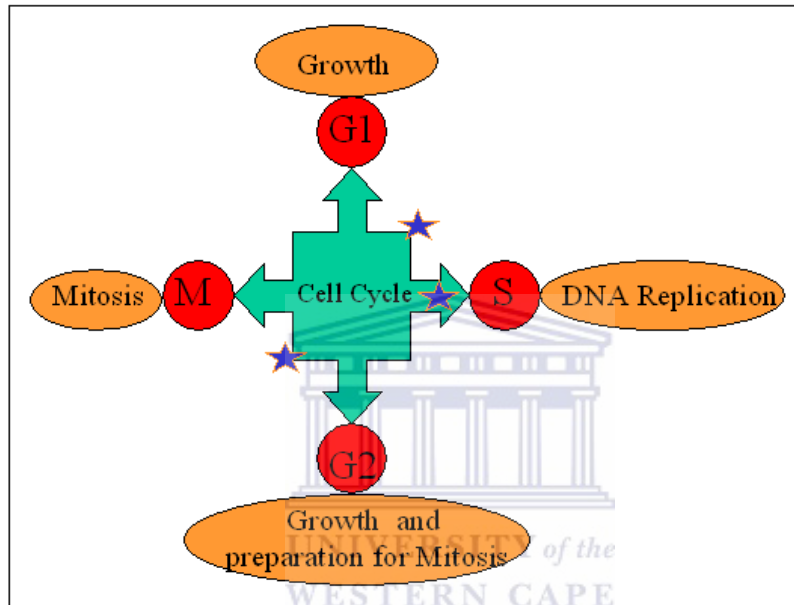 Growth
G1
Mitosis
M
Cell Cycle
S
DNA Replication
G2
Growth and
preparation for Mitosis
UNIVERSITY of the
WESTERN CAPE